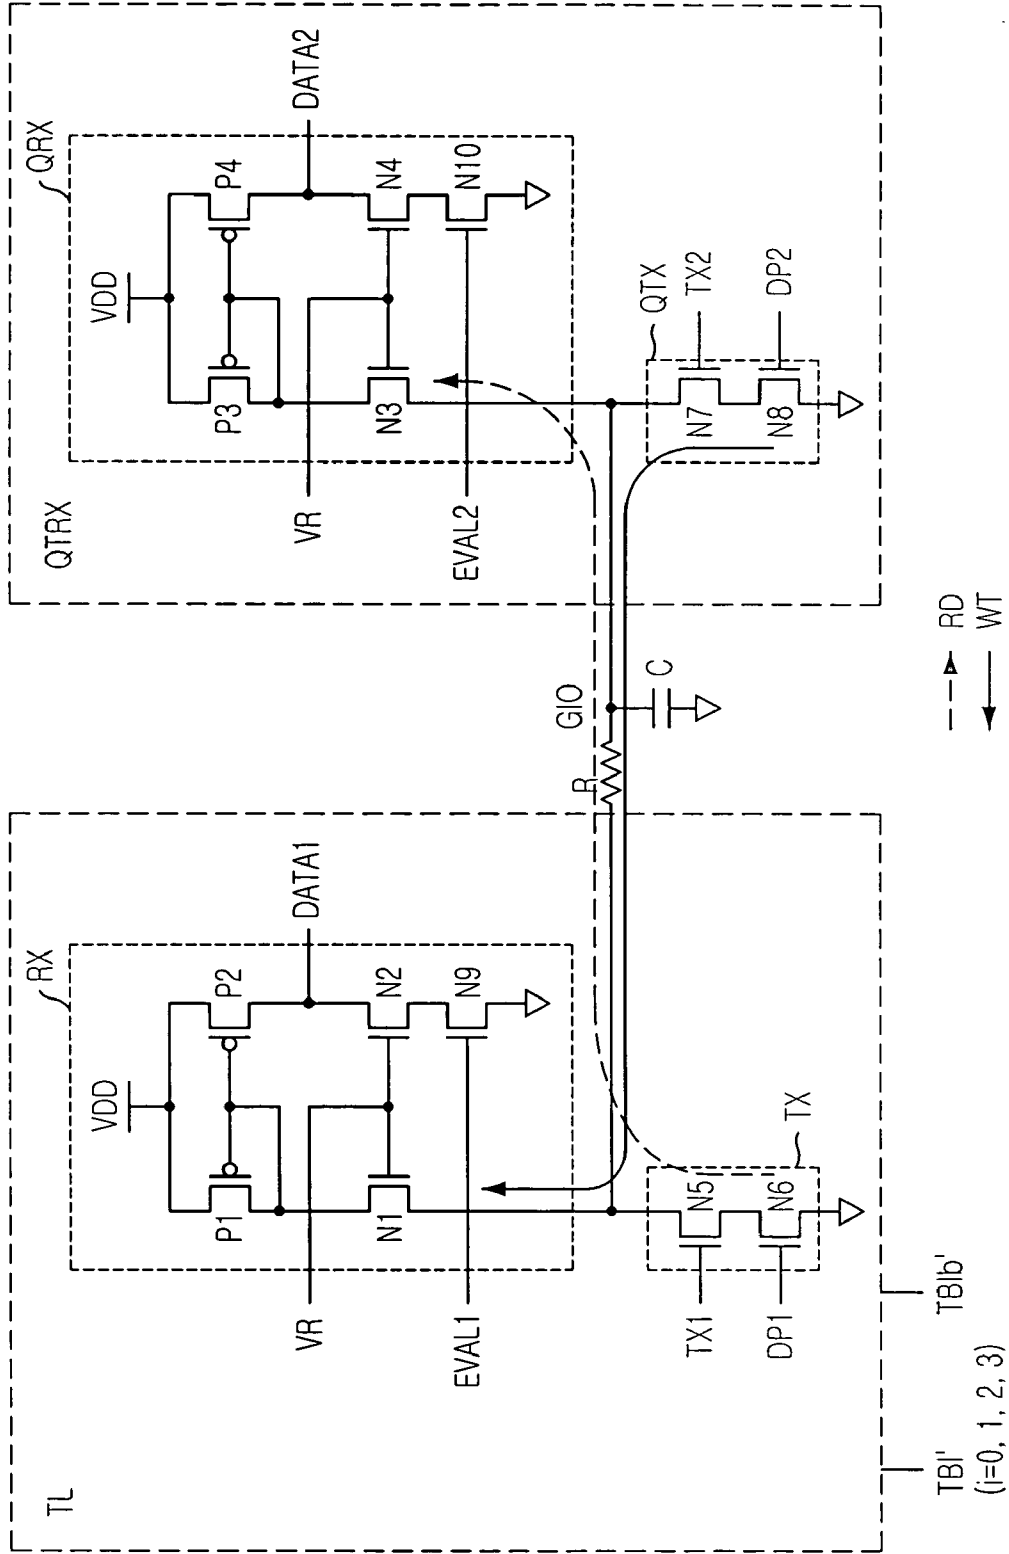 QRX
VDD
P3
P4
DATA2
VR
N3
N4
EVAL2
N10
QTRX
QTX
N7
TX2
N8
DP2
GIO
R
C
RD
WT
RX
VDD
P1
P2
DATA1
VR
N1
N2
EVAL1
N9
TX
TX1
N5
DP1
N6
TL
TBI'
(i=0, 1, 2, 3)
TBIb'